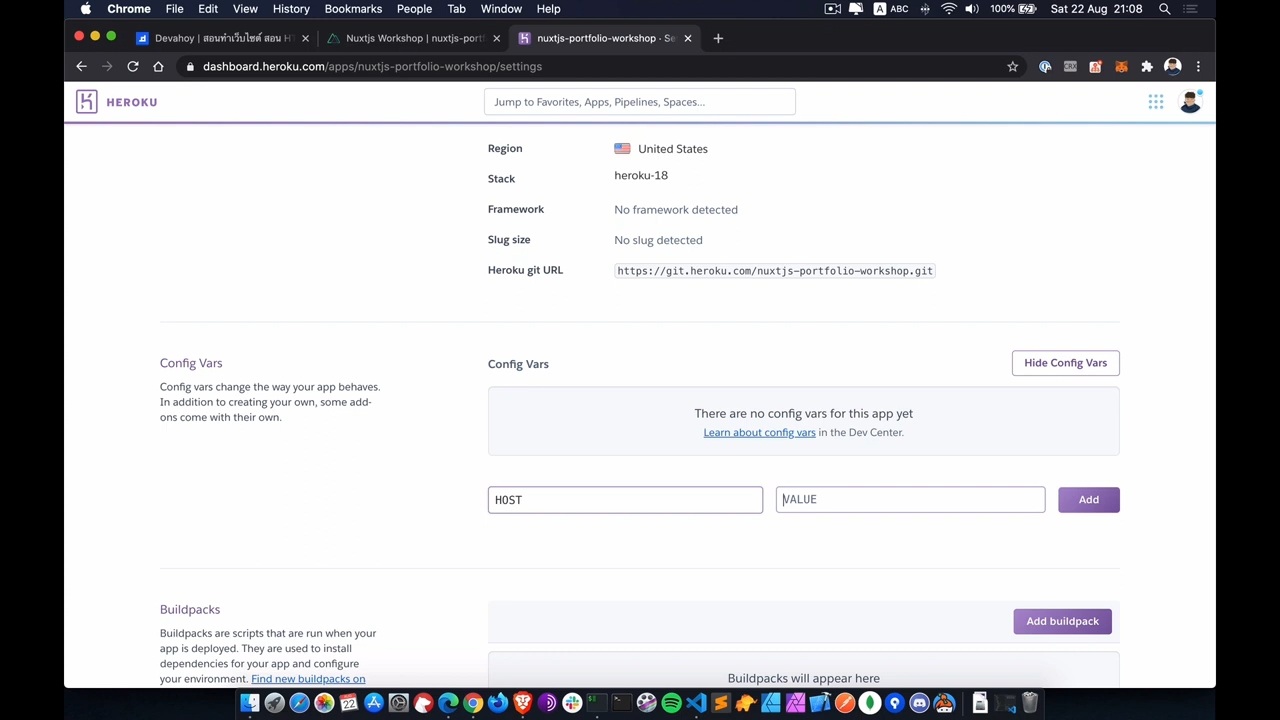 Chrome File Edit View History Bookmarks People Tab Window Help A ABC 100% Sat 22 Aug 21:08
Devahoy | สอนทำเว็บไซต์ สอน HT
Nuxtjs Workshop | nuxtjs-portf
nuxtjs-portfolio-workshop · Se
dashboard.heroku.com/apps/nuxtjs-portfolio-workshop/settings
HEROKU
Jump to Favorites, Apps, Pipelines, Spaces...
Region United States
Stack heroku-18
Framework No framework detected
Slug size No slug detected
Heroku git URL https://git.heroku.com/nuxtjs-portfolio-workshop.git
Config Vars
Config vars change the way your app behaves.
In addition to creating your own, some add-
ons come with their own.
Config Vars
Hide Config Vars
There are no config vars for this app yet
Learn about config vars in the Dev Center.
HOST VALUE Add
Buildpacks
Buildpacks are scripts that are run when your
app is deployed. They are used to install
dependencies for your app and configure
your environment. Find new buildpacks on
Add buildpack
Buildpacks will appear here